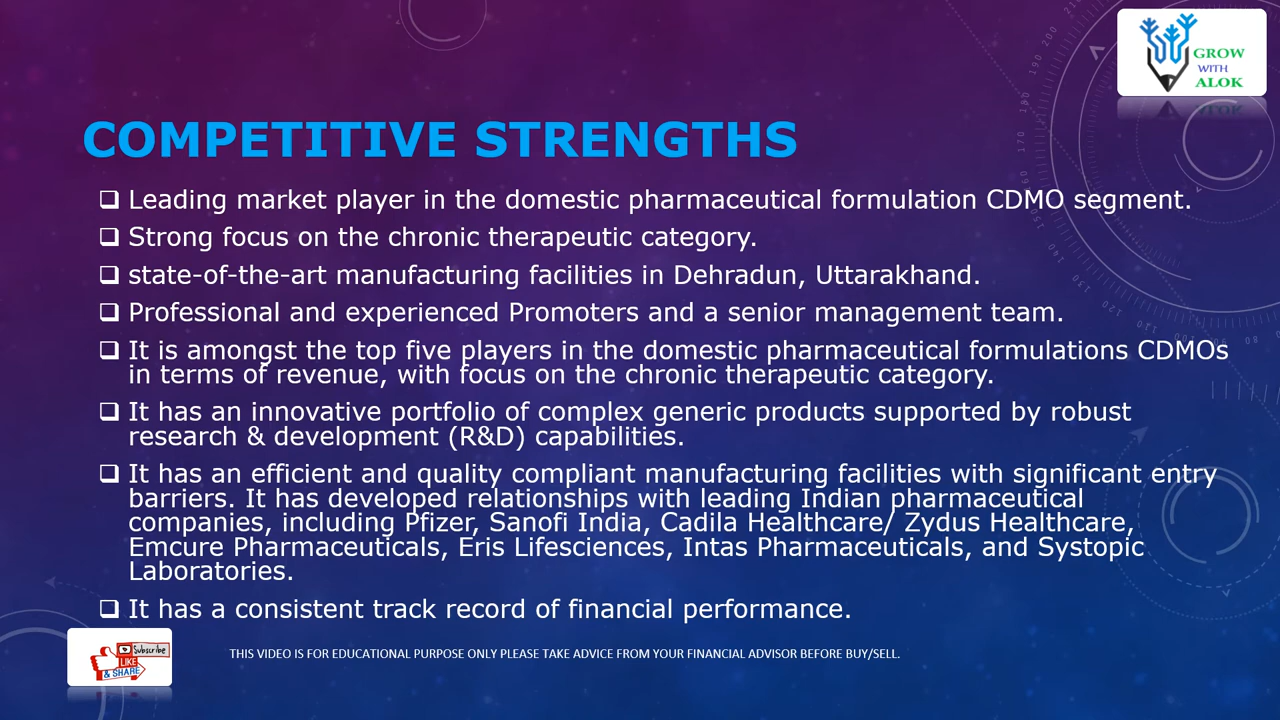 GROW
WITH
ALOK
COMPETITIVE STRENGTHS
❑ Leading market player in the domestic pharmaceutical formulation CDMO segment.
❑ Strong focus on the chronic therapeutic category.
❑ state-of-the-art manufacturing facilities in Dehradun, Uttarakhand.
❑ Professional and experienced Promoters and a senior management team.
❑ It is amongst the top five players in the domestic pharmaceutical formulations CDMOs
in terms of revenue, with focus on the chronic therapeutic category.
❑ It has an innovative portfolio of complex generic products supported by robust
research & development (R&D) capabilities.
❑ It has an efficient and quality compliant manufacturing facilities with significant entry
barriers. It has developed relationships with leading Indian pharmaceutical
companies, including Pfizer, Sanofi India, Cadila Healthcare/ Zydus Healthcare,
Emcure Pharmaceuticals, Eris Lifesciences, Intas Pharmaceuticals, and Systopic
Laboratories.
❑ It has a consistent track record of financial performance.
Subscribe
LIKE
& SHARE
THIS VIDEO IS FOR EDUCATIONAL PURPOSE ONLY PLEASE TAKE ADVICE FROM YOUR FINANCIAL ADVISOR BEFORE BUY/SELL.